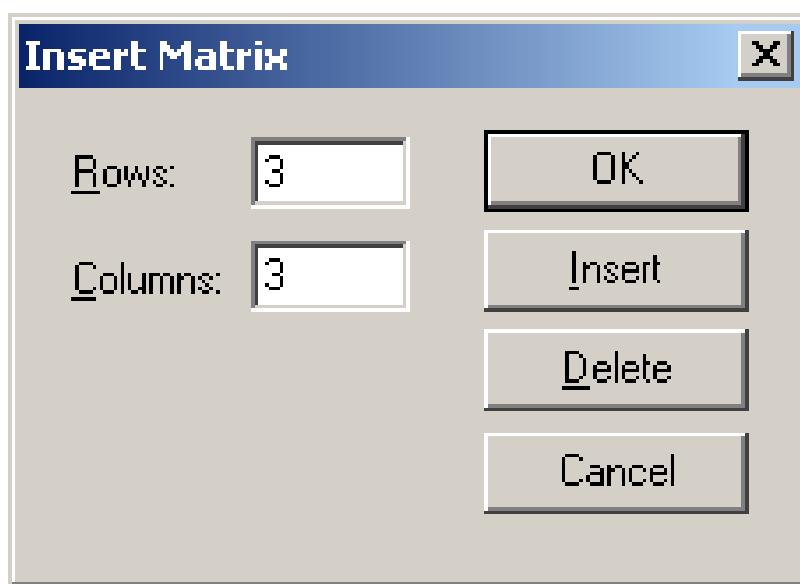 Insert Matrix
Rows: 3
Columns: 3
OK
Insert
Delete
Cancel